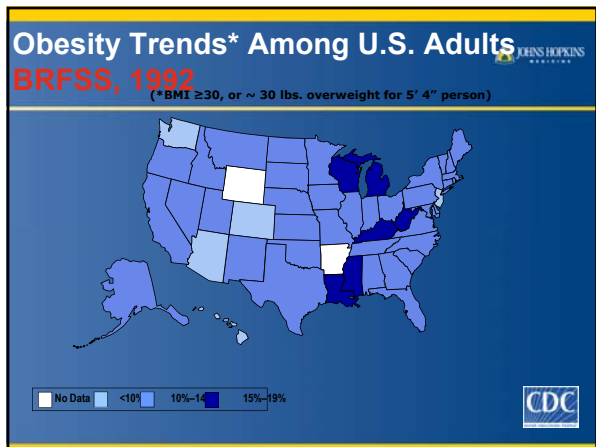 Obesity Trends* Among U.S. Adults
JOHNS HOPKINS
MEDICINE
BRFSS, 1992
(*BMI ≥30, or ~ 30 lbs. overweight for 5' 4" person)
No Data <10% 10%–14 15%–19%
CDC